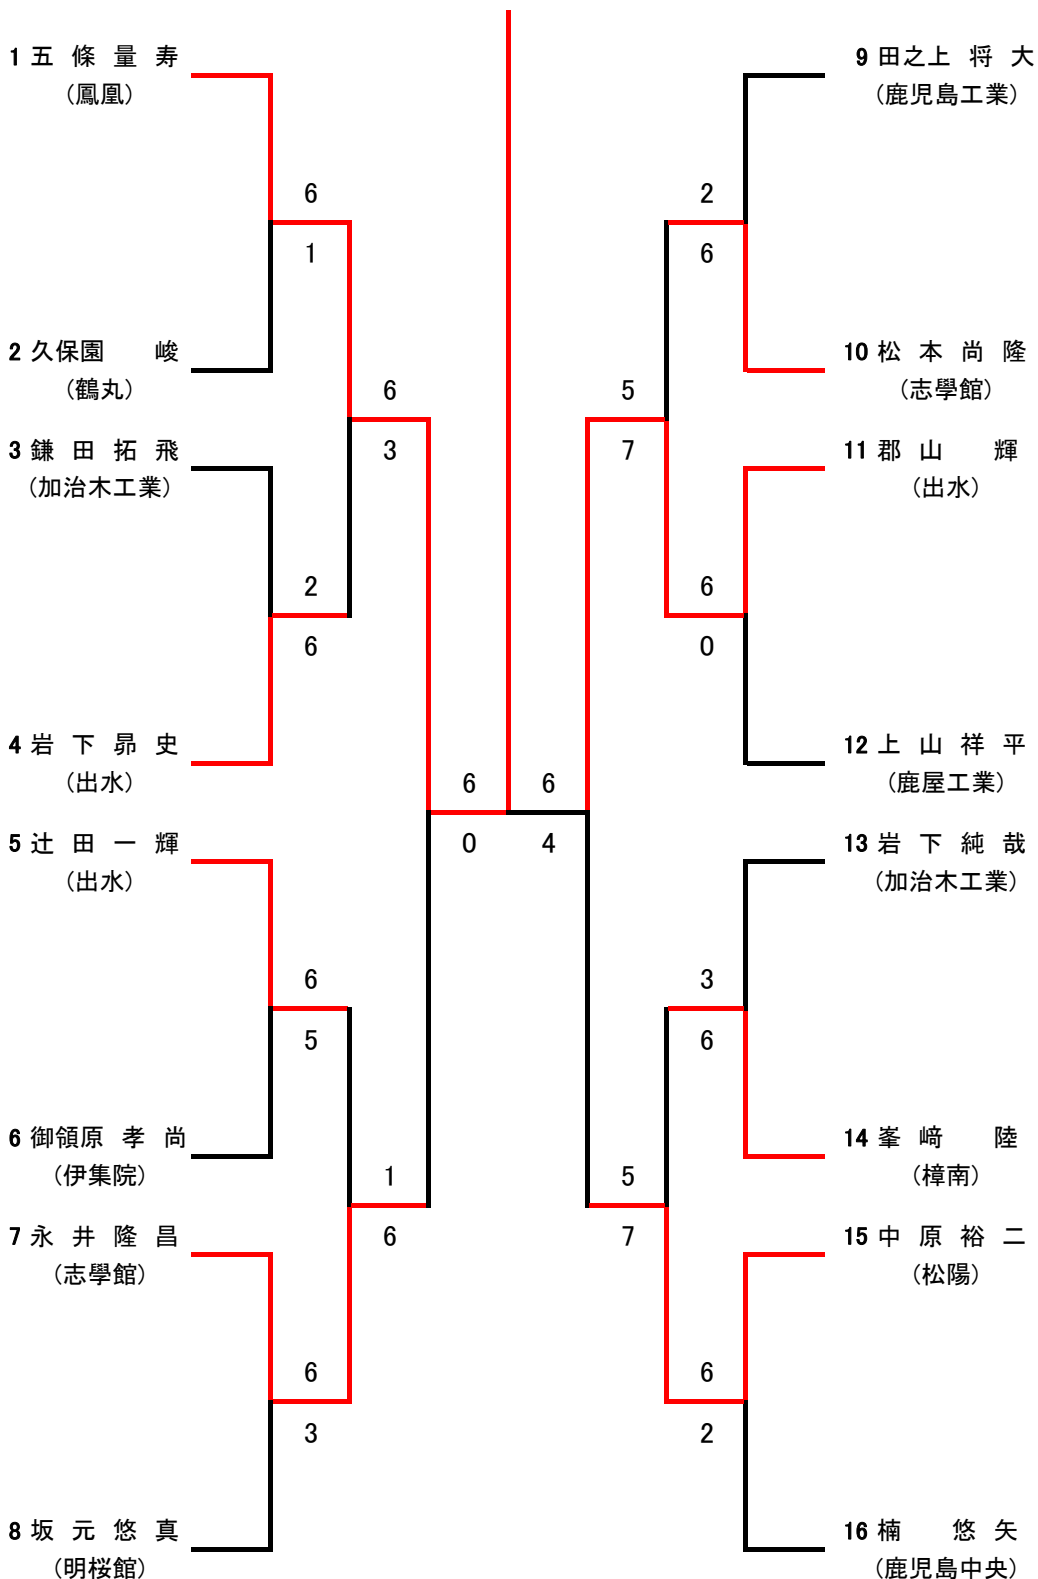 1 五條量寿
(鳳凰)
6
1
2 久保園 峻
(鶴丸)
6
3
3 鎌田拓飛
(加治木工業)
2
6
4 岩下昴史
(出水)
6
0
5 辻田一輝
(出水)
6
5
6 御領原孝尚
(伊集院)
1
6
7 永井隆昌
(志學館)
6
3
8 坂元悠真
(明桜館)
9 田之上将大
(鹿児島工業)
2
6
10 松本尚隆
(志學館)
5
7
11 郡山 輝
(出水)
6
0
12 上山祥平
(鹿屋工業)
6
4
13 岩下純哉
(加治木工業)
3
6
14 峯﨑 陸
(樟南)
5
7
15 中原裕二
(松陽)
6
2
16 楠 悠矢
(鹿児島中央)